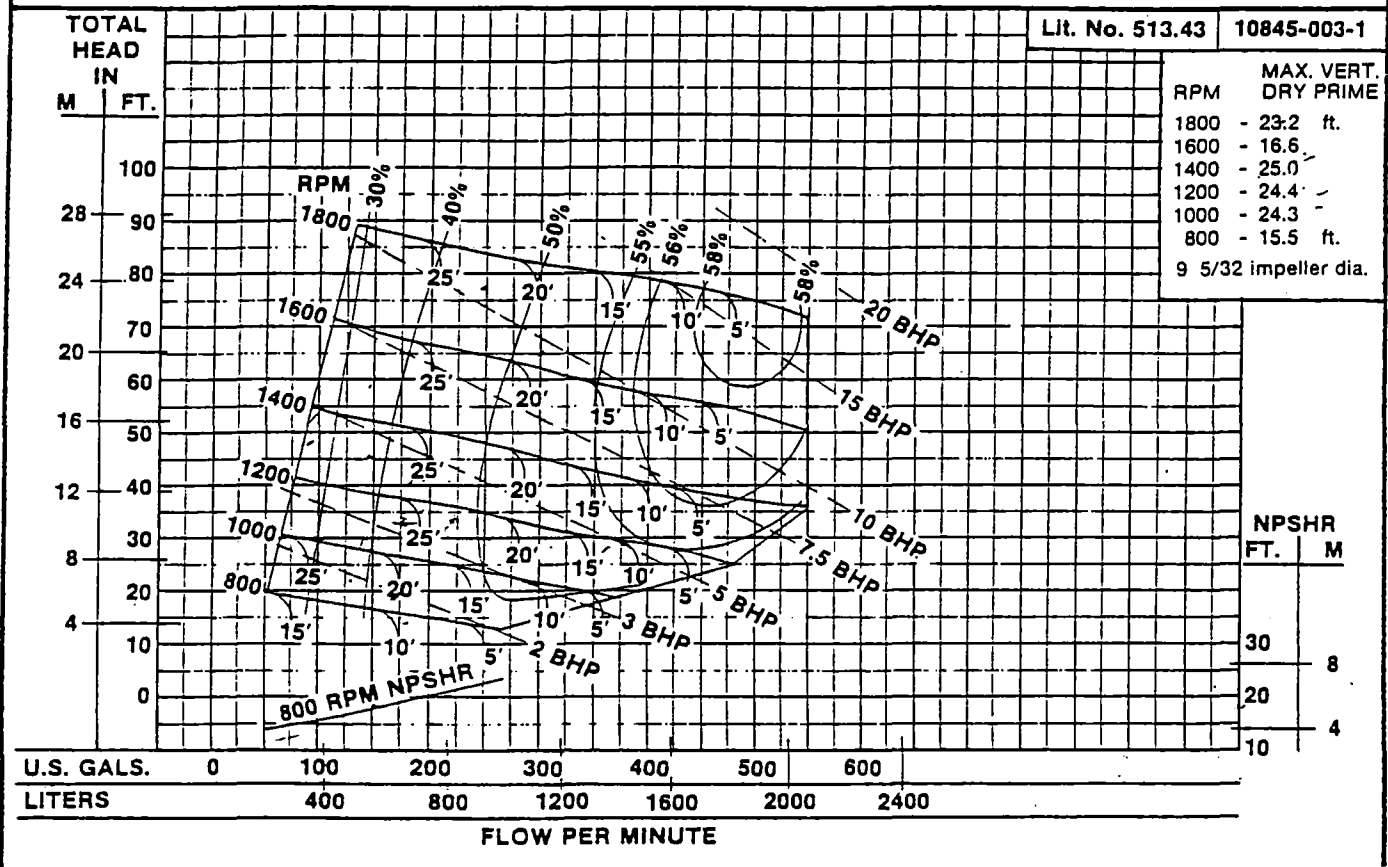 TOTAL
HEAD
IN
M FT.
Lit. No. 513.43 10845-003-1
RPM MAX. VERT. DRY PRIME
1800 - 23.2 ft.
1600 - 16.6
1400 - 25.0
1200 - 24.4
1000 - 24.3
800 - 15.5 ft.
9 5/32 impeller dia.
100
28 90
24 80
70
20 60
16 50
12 40
30
8 20
4 10
0
RPM
30%
40%
50%
55%
56%
58%
58%
1800
25' 20' 15' 10' 5'
20 BHP
1600
25' 20' 15' 10' 5'
15 BHP
1400
25' 20' 15' 10' 5'
10 BHP
1200
25' 20' 15' 10' 5'
7.5 BHP
1000
25' 20' 15' 10' 5'
5 BHP
3 BHP
800
15' 10' 5'
2 BHP
800 RPM NPSHR
NPSHR
FT. M
30
8
20
4
10
U.S. GALS. 0 100 200 300 400 500 600
LITERS 400 800 1200 1600 2000 2400
FLOW PER MINUTE